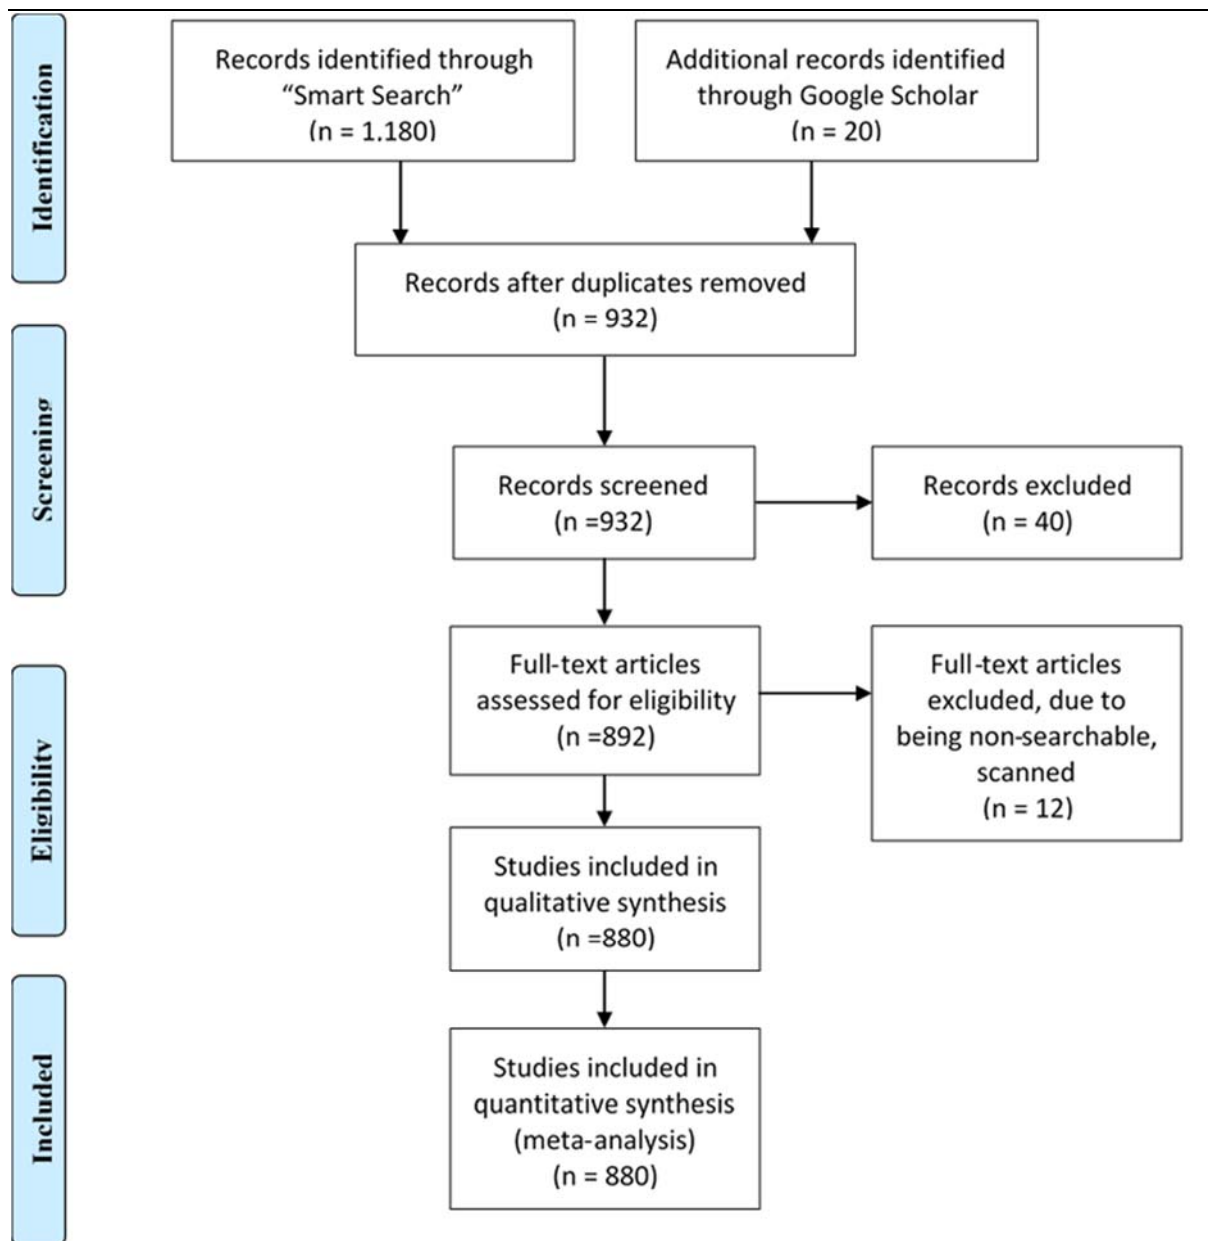 Identification
Records identified through
“Smart Search”
(n = 1.180)
Additional records identified
through Google Scholar
(n = 20)
Records after duplicates removed
(n = 932)
Screening
Records screened
(n =932)
Records excluded
(n = 40)
Eligibility
Full-text articles
assessed for eligibility
(n =892)
Full-text articles
excluded, due to
being non-searchable,
scanned
(n = 12)
Studies included in
qualitative synthesis
(n =880)
Included
Studies included in
quantitative synthesis
(meta-analysis)
(n = 880)